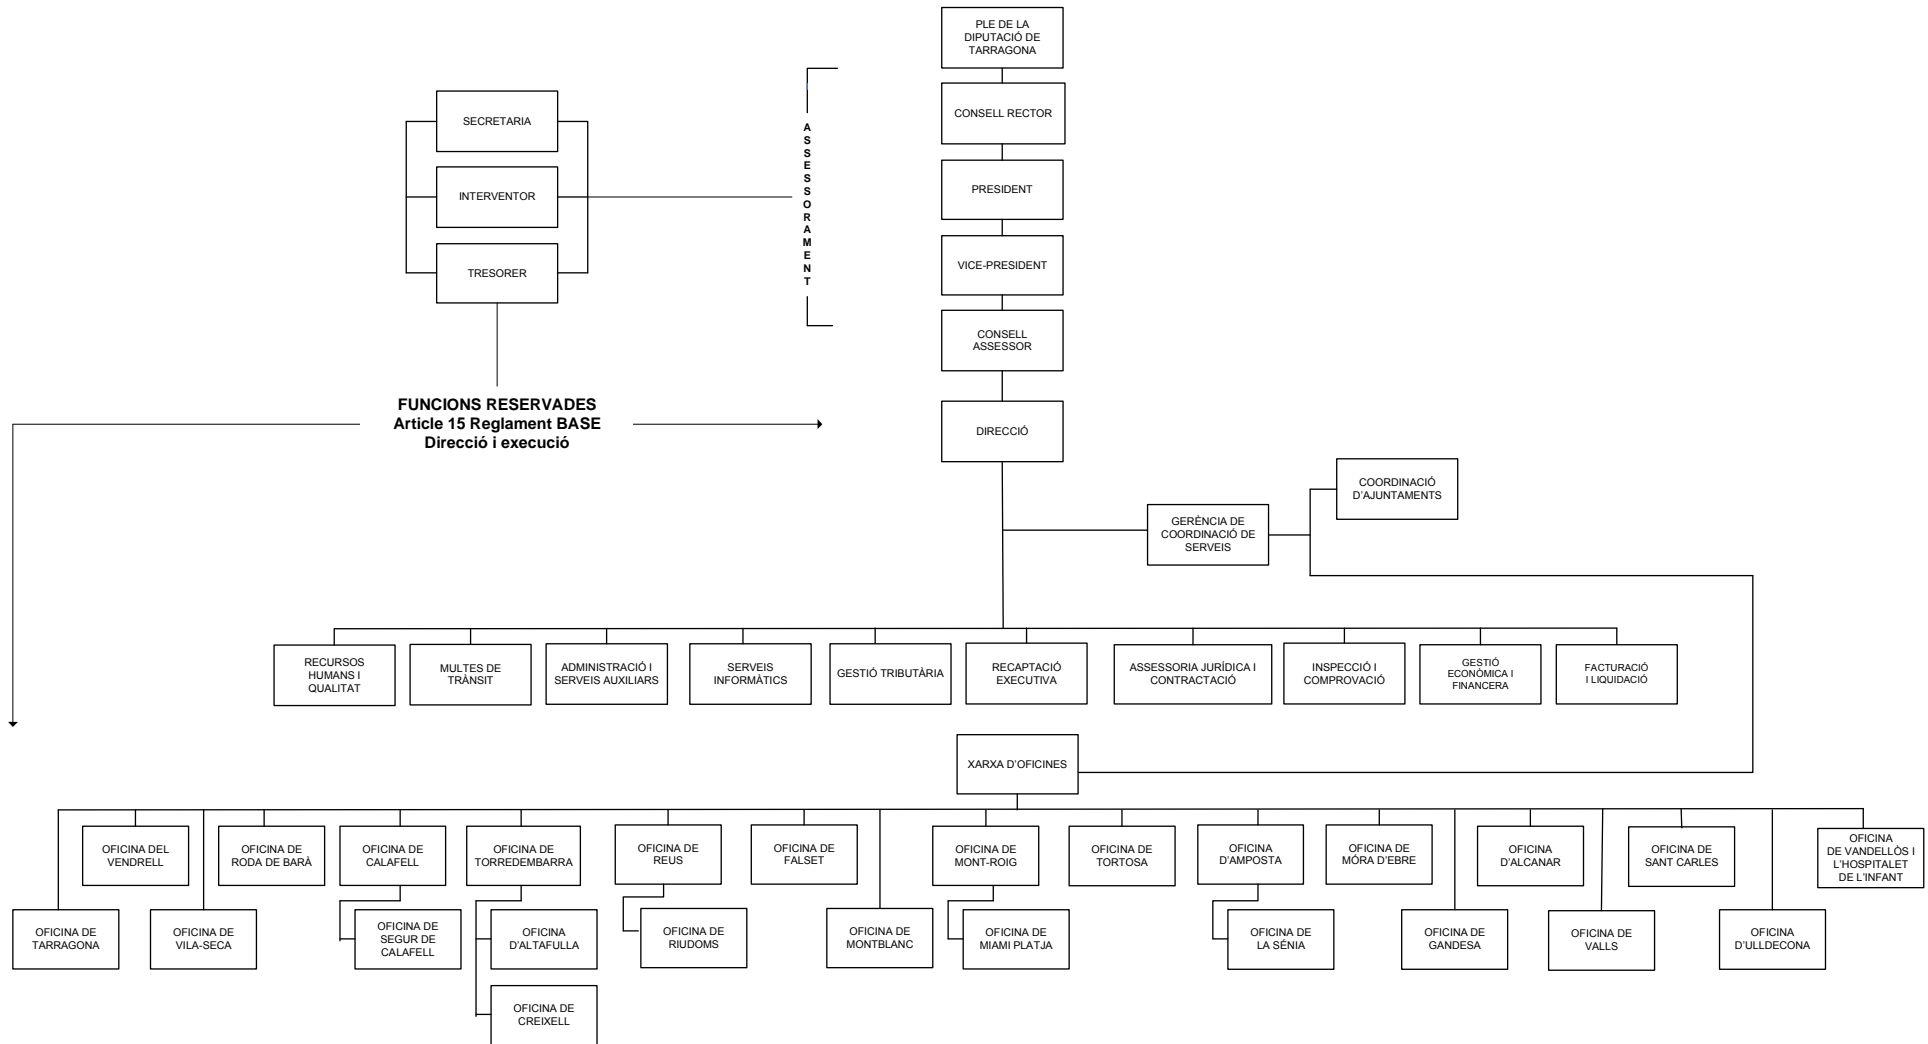 PLE DE LA
DIPUTACIÓ DE
TARRAGONA
CONSELL RECTOR
PRESIDENT
VICE-PRESIDENT
CONSELL
ASSESSOR
DIRECCIÓ
SECRETARIA
INTERVENTOR
TRESORER
ASSESSORAMENT
FUNCIONS RESERVADES
Article 15 Reglament BASE
Direcció i execució
COORDINACIÓ
D'AJUNTAMENTS
GERÈNCIA DE
COORDINACIÓ DE
SERVEIS
RECURSOS
HUMANS I
QUALITAT
MULTES DE
TRÀNSIT
ADMINISTRACIÓ I
SERVEIS AUXILIARS
SERVEIS
INFORMÀTICS
GESTIÓ TRIBUTÀRIA
RECAPTACIÓ
EXECUTIVA
ASSESSORIA JURÍDICA I
CONTRACTACIÓ
INSPECCIÓ I
COMPROVACIÓ
GESTIÓ
ECONÒMICA I
FINANCERA
FACTURACIÓ
I LIQUIDACIÓ
XARXA D'OFICINES
OFICINA DEL
VENDRELL
OFICINA DE
RODA DE BARÀ
OFICINA DE
CALAFELL
OFICINA DE
TORREDEMBARRA
OFICINA DE
REUS
OFICINA DE
FALSET
OFICINA DE
MONT-ROIG
OFICINA DE
TORTOSA
OFICINA
D'AMPOSTA
OFICINA DE
MÓRA D'EBRE
OFICINA
D'ALCANAR
OFICINA DE
SANT CARLES
OFICINA
DE VANDELLÒS I
L'HOSPITALET
DE L'INFANT
OFICINA DE
TARRAGONA
OFICINA DE
VILA-SECA
OFICINA DE
SEGUR DE
CALAFELL
OFICINA
D'ALTAFULLA
OFICINA DE
RIUDOMS
OFICINA DE
MONTBLANC
OFICINA DE
MIAMI PLATJA
OFICINA DE
LA SÉNIA
OFICINA DE
GANDESA
OFICINA DE
VALLS
OFICINA
D'ULLDECONA
OFICINA DE
CREIXELL